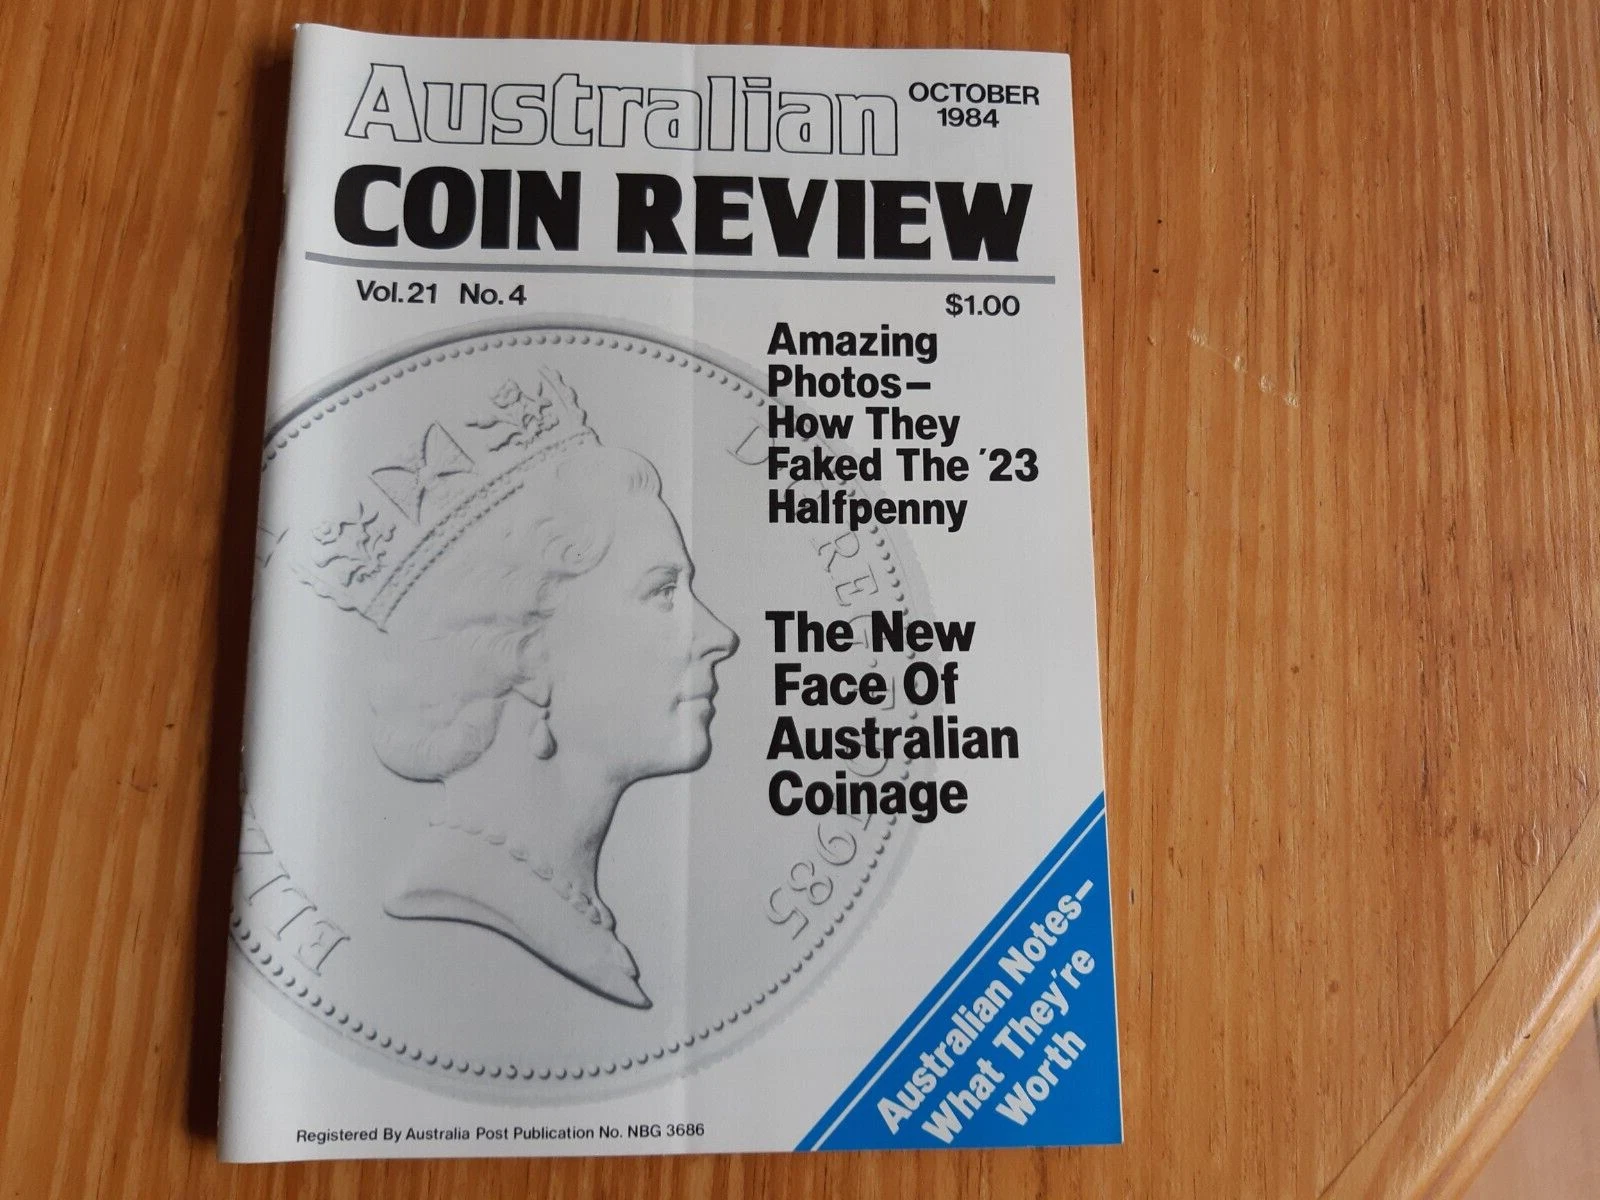 Australian
OCTOBER
1984
COIN REVIEW
Vol.21 No.4
$1.00
Amazing
Photos–
How They
Faked The '23
Halfpenny
The New
Face Of
Australian
Coinage
D G REG
1985
Australian Notes–
What They're
Worth
Registered By Australia Post Publication No. NBG 3686